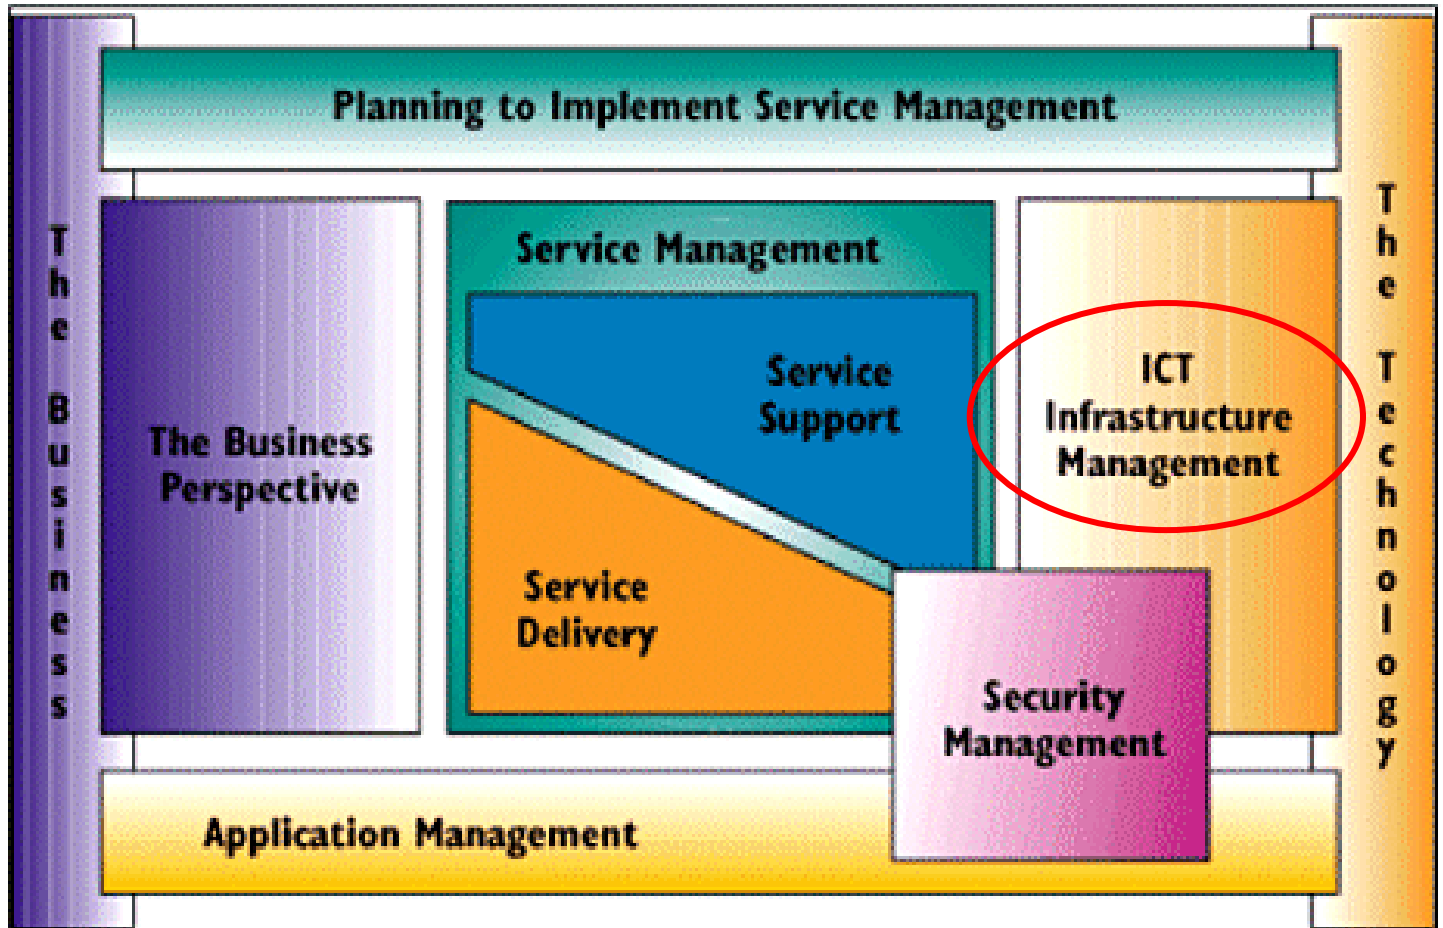 Planning to Implement Service Management
The Business
The Business
Perspective
Service Management
Service
Support
Service
Delivery
ICT
Infrastructure
Management
The Technology
Security
Management
Application Management